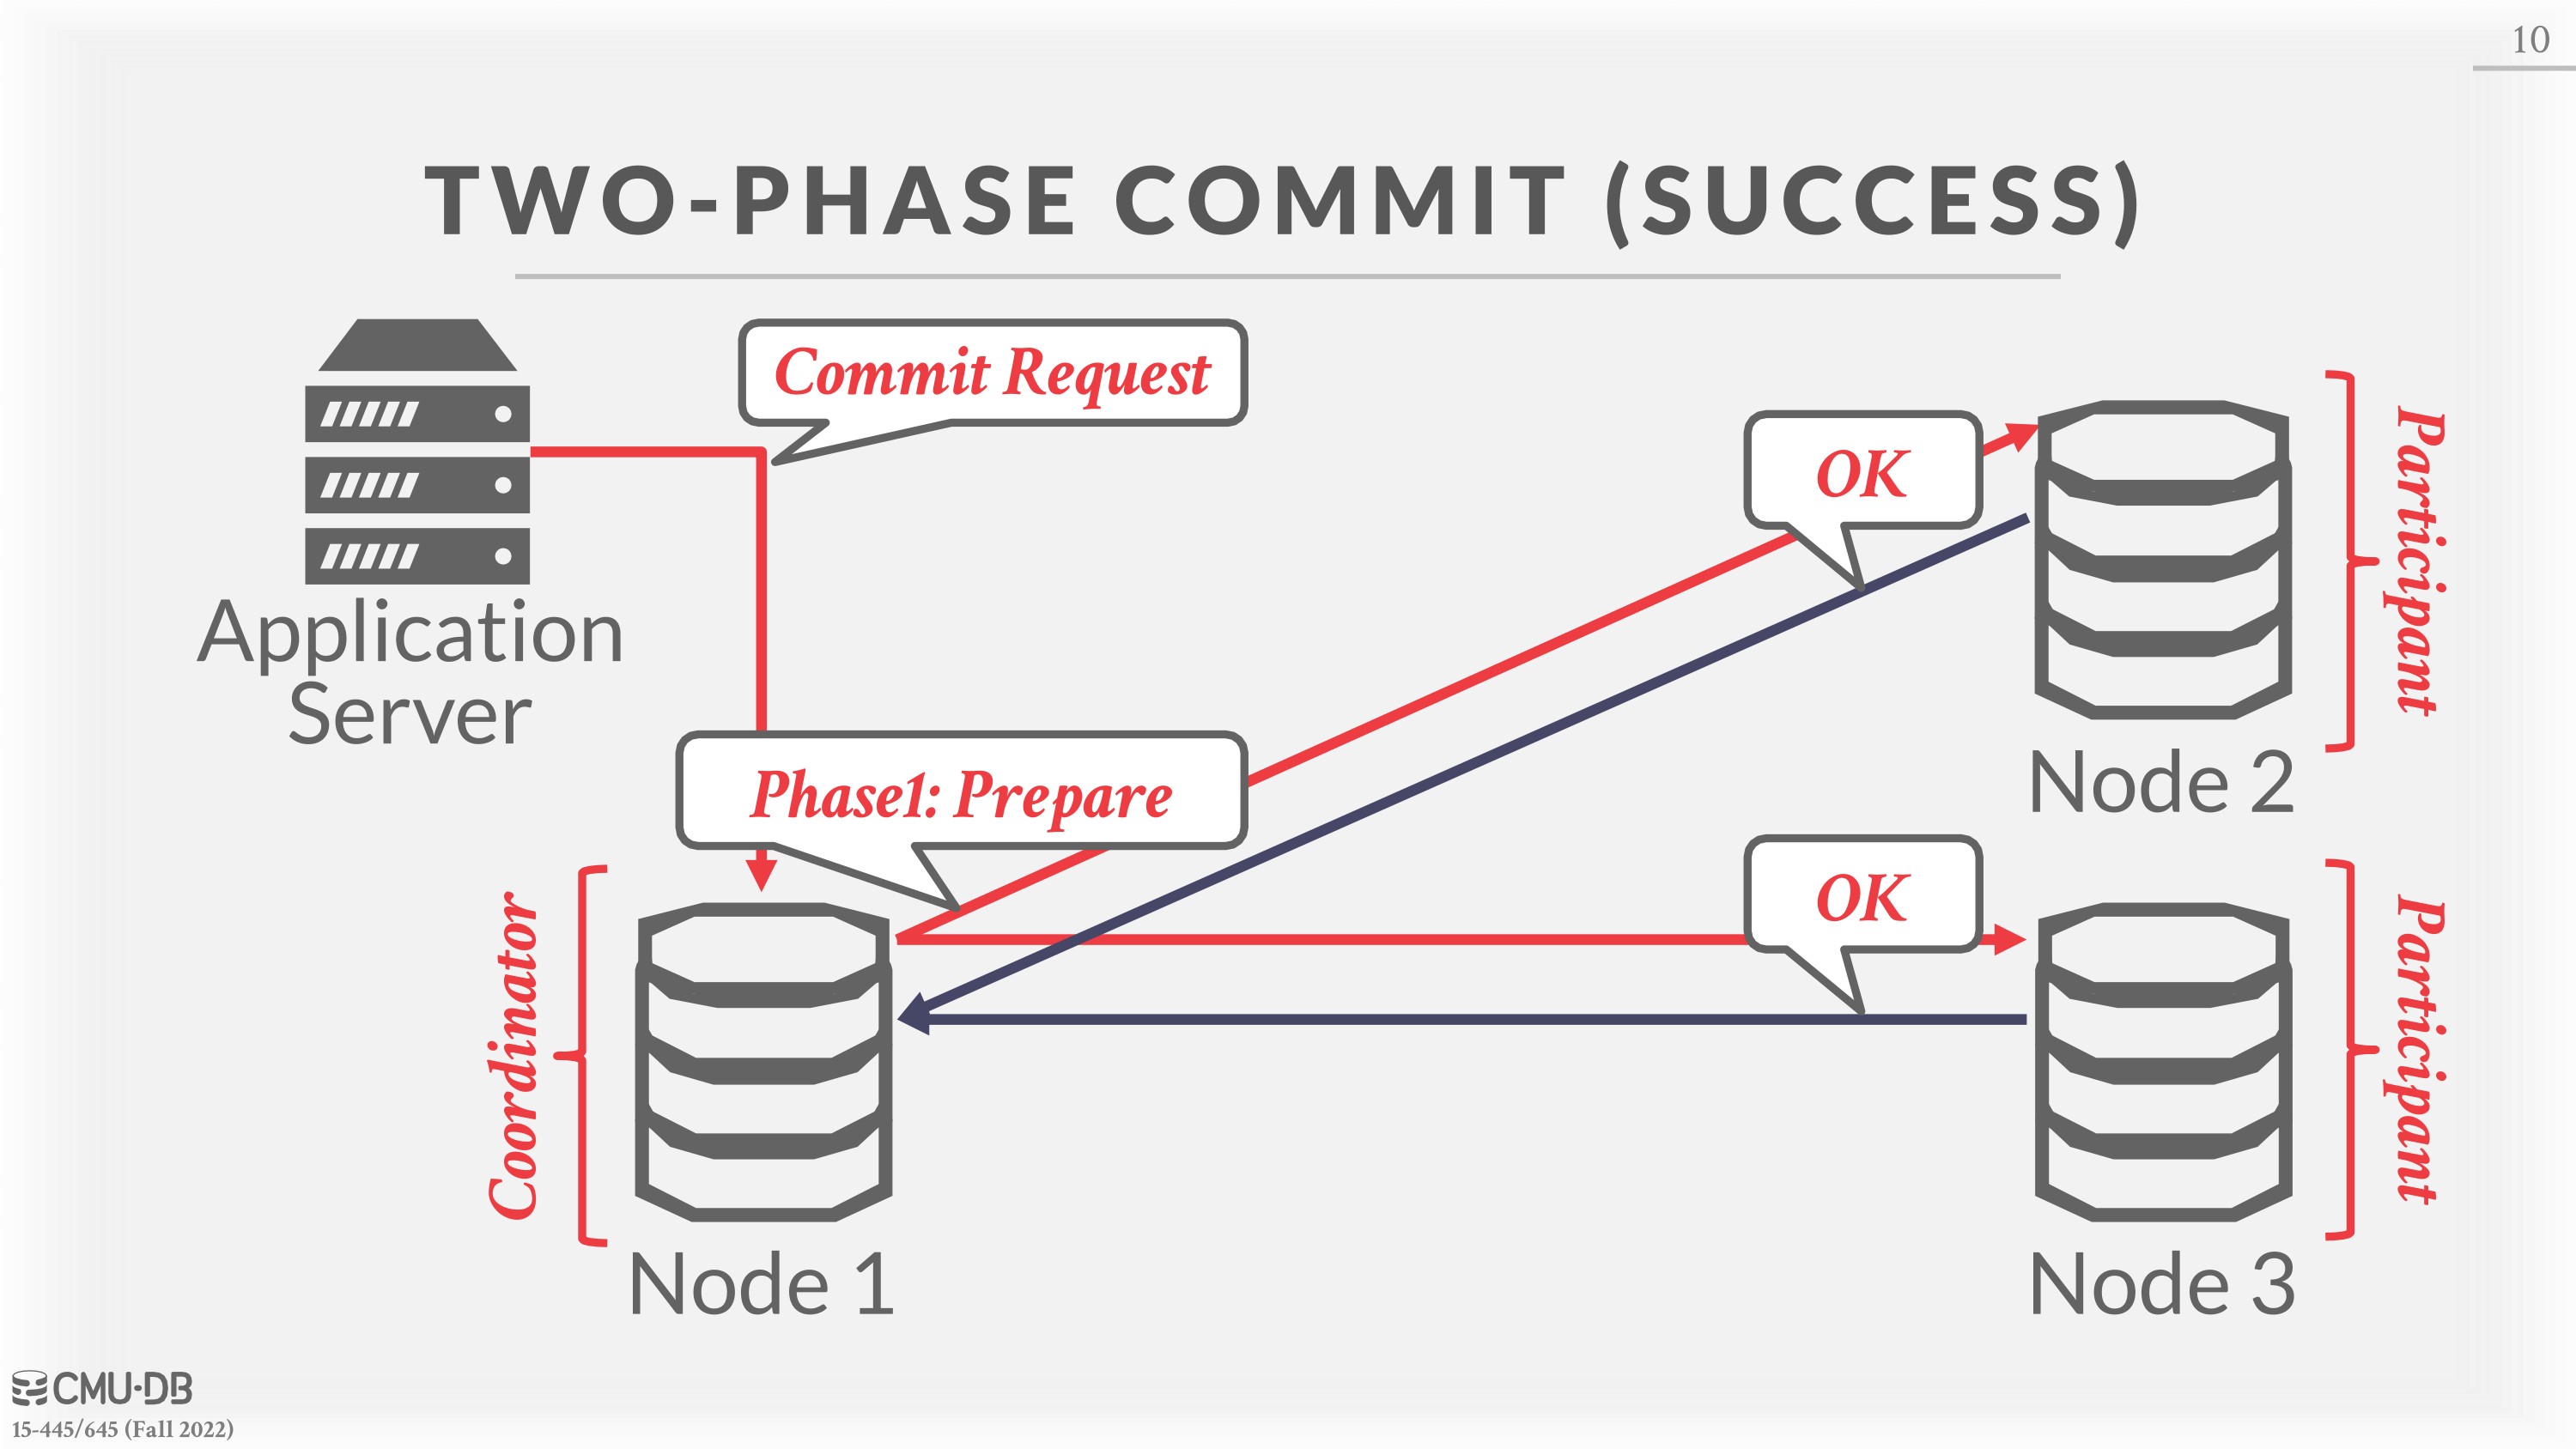 10
TWO-PHASE COMMIT (SUCCESS)
Commit Request
Application
Server
OK
Participant
Node 2
Phase1: Prepare
OK
Coordinator
Participant
Node 1
Node 3
CMU·DB
15-445/645 (Fall 2022)